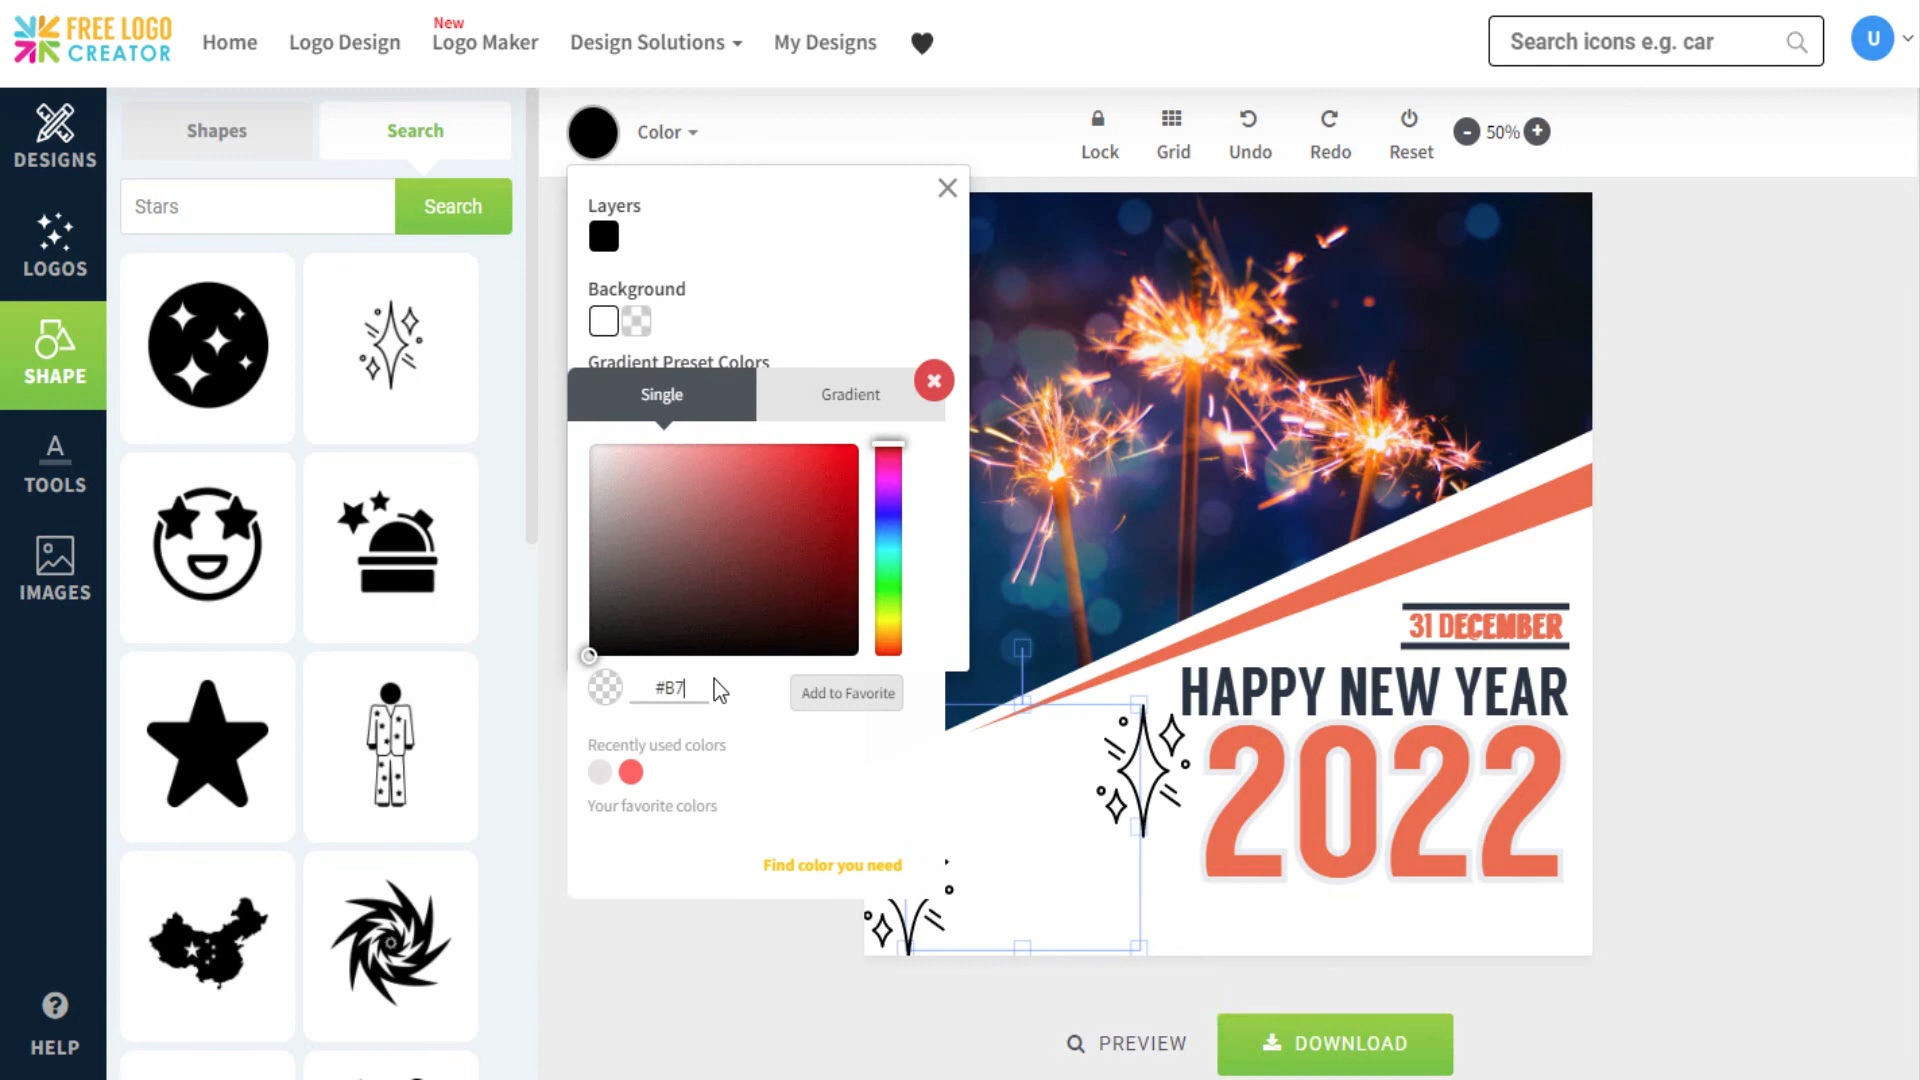 FREE LOGO
CREATOR
Home
Logo Design
New
Logo Maker
Design Solutions
My Designs
Search icons e.g. car
U
DESIGNS
LOGOS
SHAPE
A
TOOLS
IMAGES
?
HELP
Shapes
Search
Stars
Search
Color
Lock
Grid
Undo
Redo
Reset
- 50% +
Layers
Background
Gradient Preset Colors
Single
Gradient
#B7
Add to Favorite
Recently used colors
Your favorite colors
Find color you need
31 DECEMBER
HAPPY NEW YEAR
2022
PREVIEW
DOWNLOAD